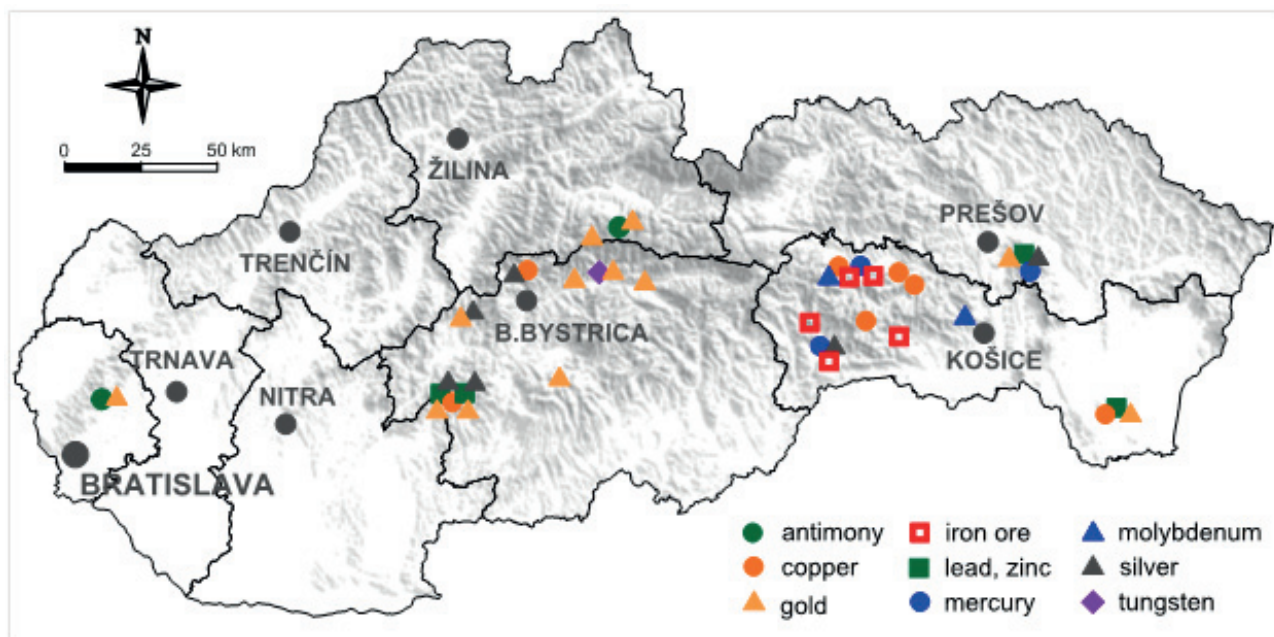 N
0 25 50 km
ŽILINA
PREŠOV
TRENČÍN
B.BYSTRICA
TRNAVA
KOŠICE
NITRA
BRATISLAVA
antimony
copper
gold
iron ore
lead, zinc
mercury
molybdenum
silver
tungsten